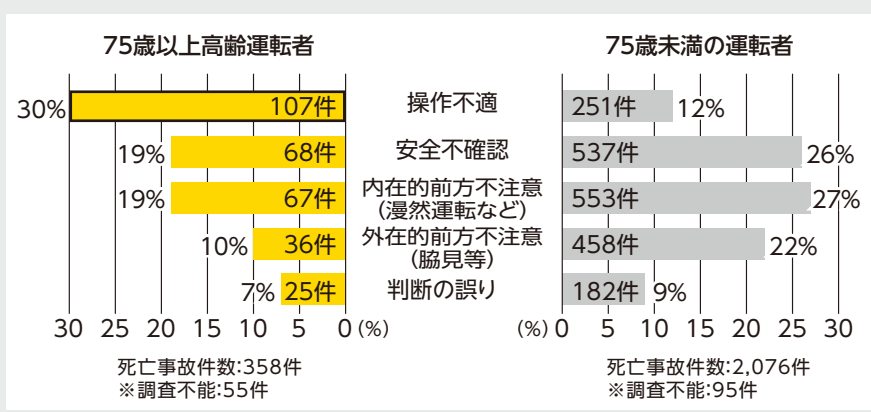 75歳以上高齢運転者
75歳未満の運転者
30% 107件 操作不適 251件 12%
19% 68件 安全不確認 537件 26%
19% 67件 内在的前方不注意 553件 27%
(漫然運転など)
10% 36件 外在的前方不注意 458件 22%
(脇見等)
7% 25件 判断の誤り 182件 9%
30 25 20 15 10 5 0 (%)
(%) 0 5 10 15 20 25 30
死亡事故件数:358件
※調査不能:55件
死亡事故件数:2,076件
※調査不能:95件